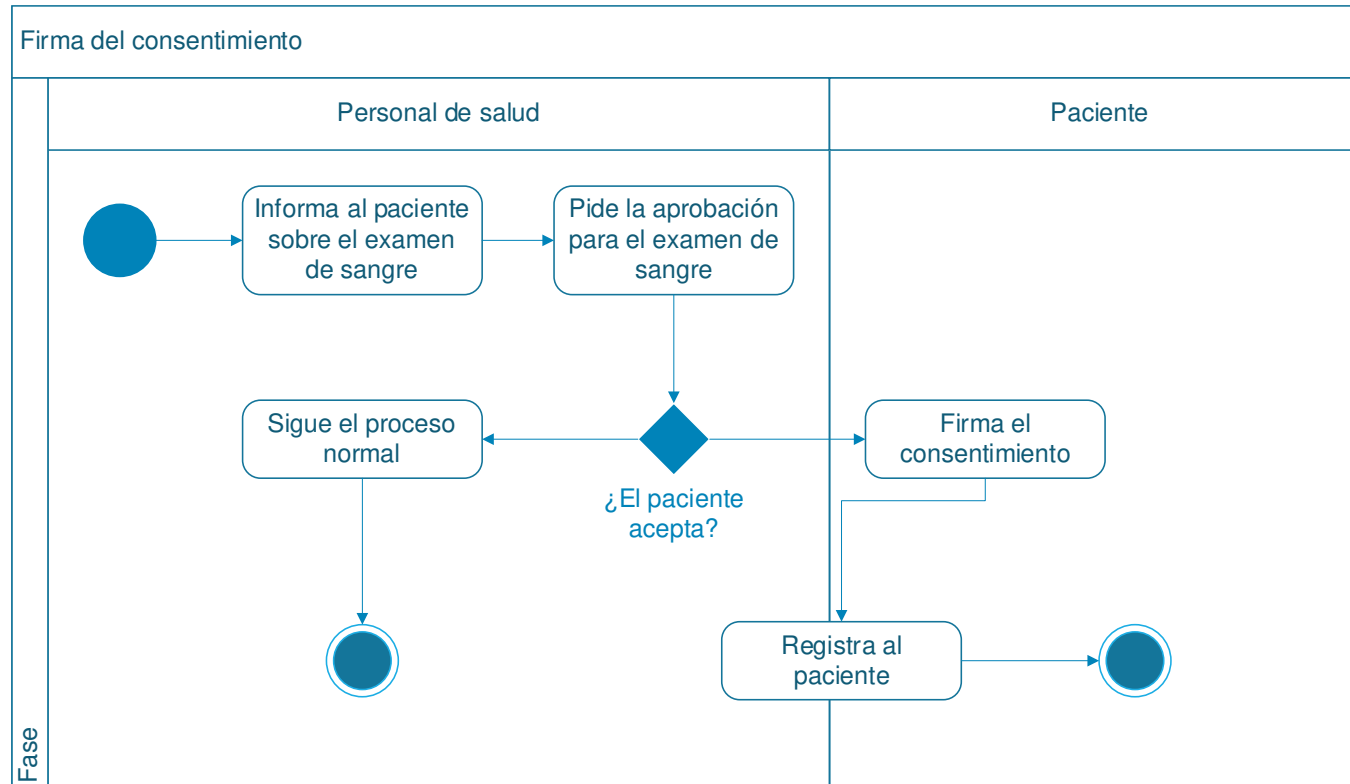 Firma del consentimiento
Personal de salud
Paciente
Informa al paciente
sobre el examen
de sangre
Pide la aprobación
para el examen de
sangre
Sigue el proceso
normal
¿El paciente
acepta?
Firma el
consentimiento
Registra al
paciente
Fase